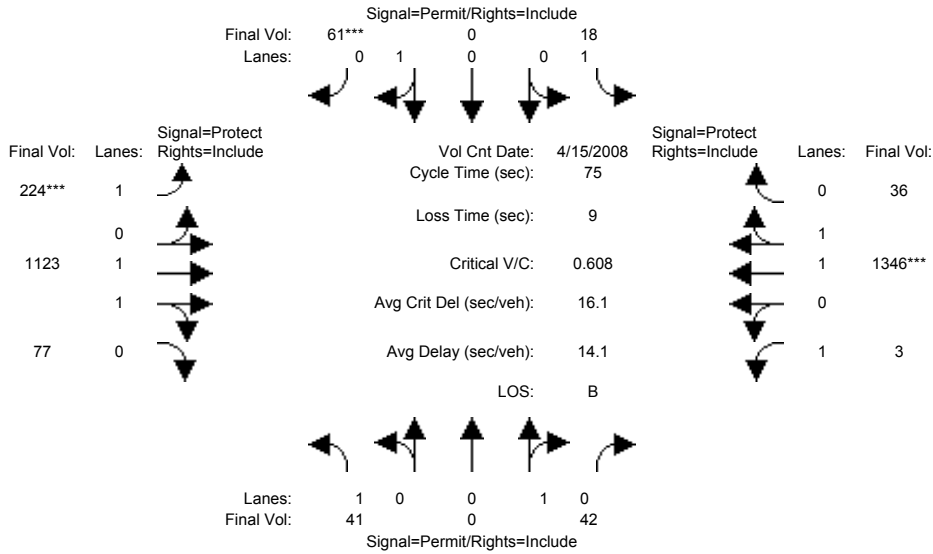 Signal=Permit/Rights=Include
Final Vol: 61*** 0 18
Lanes: 0 1 0 0 1
Signal=Protect Signal=Protect
Final Vol: Lanes: Rights=Include Vol Cnt Date: 4/15/2008 Rights=Include Lanes: Final Vol:
Cycle Time (sec): 75
224*** 1 0 36
Loss Time (sec): 9
0 1
1123 1 Critical V/C: 0.608 1 1346***
1 Avg Crit Del (sec/veh): 16.1 0
77 0 Avg Delay (sec/veh): 14.1 1 3
LOS: B
Lanes: 1 0 0 1 0
Final Vol: 41 0 42
Signal=Permit/Rights=Include